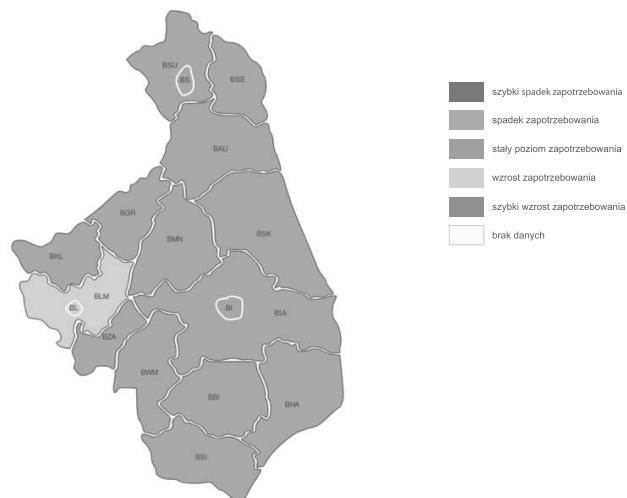 BSU
BS
BSE
BAU
BGR
BMN
BSK
BKL
BLM
BL
BI
BIA
BZA
BWM
BBI
BHA
BSI
szybki spadek zapotrzebowania
spadek zapotrzebowania
stały poziom zapotrzebowania
wzrost zapotrzebowania
szybki wzrost zapotrzebowania
brak danych